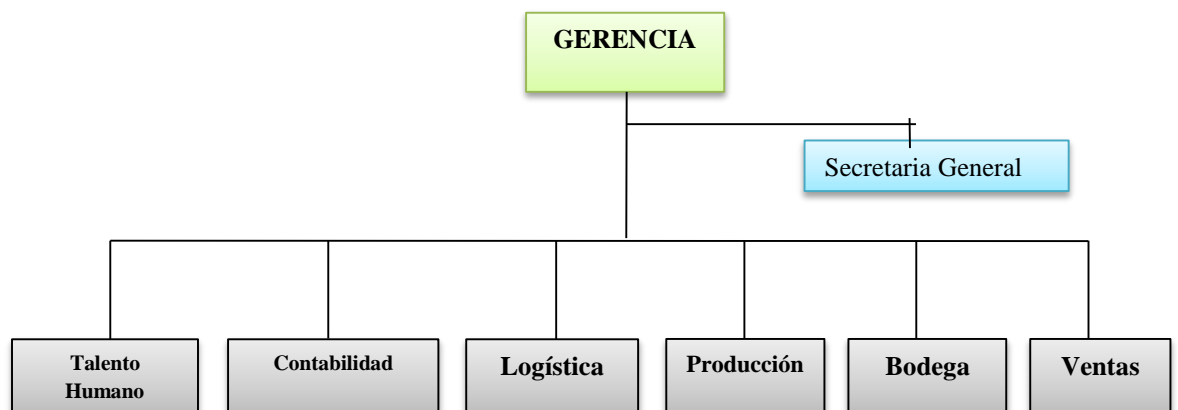 GERENCIA
Secretaria General
Talento
Humano
Contabilidad
Logística
Producción
Bodega
Ventas